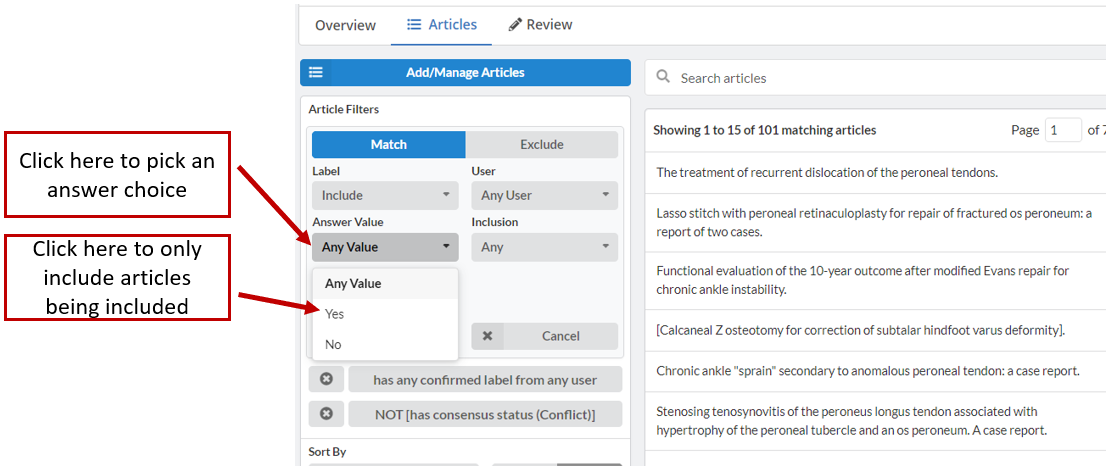 Overview Articles Review
Add/Manage Articles
Search articles
Article Filters
Showing 1 to 15 of 101 matching articles Page 1 of 7
Match Exclude
Click here to pick an
answer choice
Label User
Include Any User
Answer Value Inclusion
Any Value Any
Click here to only
include articles
being included
Any Value
Yes
No
Cancel
has any confirmed label from any user
NOT [has consensus status (Conflict)]
Sort By
The treatment of recurrent dislocation of the peroneal tendons.
Lasso stitch with peroneal retinaculoplasty for repair of fractured os peroneum: a
report of two cases.
Functional evaluation of the 10-year outcome after modified Evans repair for
chronic ankle instability.
[Calcaneal Z osteotomy for correction of subtalar hindfoot varus deformity].
Chronic ankle "sprain" secondary to anomalous peroneal tendon: a case report.
Stenosing tenosynovitis of the peroneus longus tendon associated with
hypertrophy of the peroneal tubercle and an os peroneum. A case report.